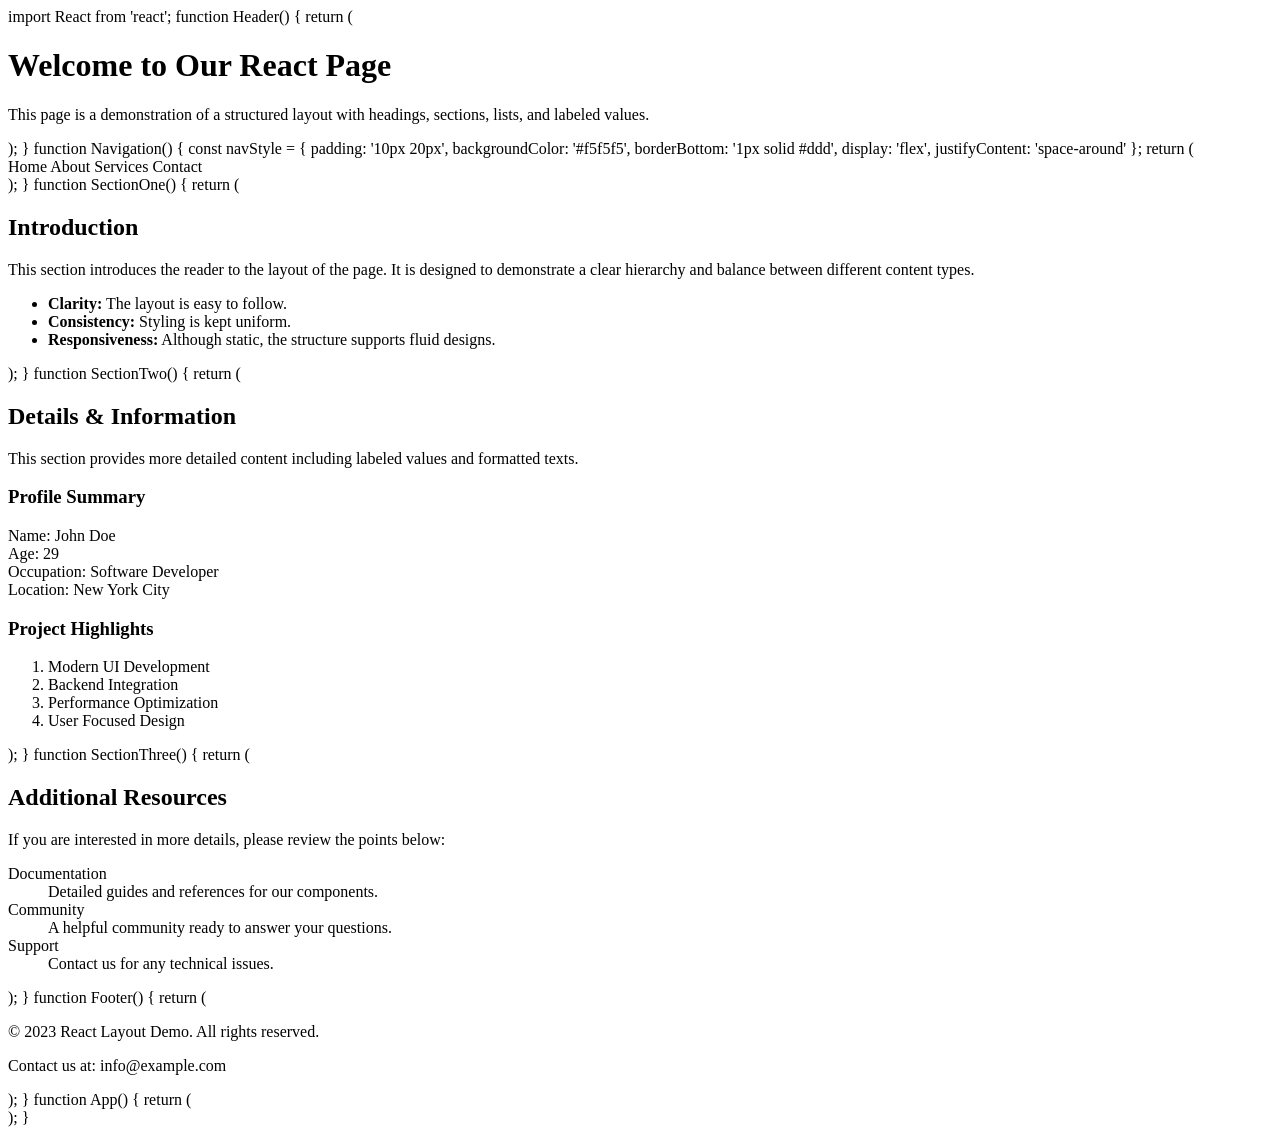 import React from 'react'; function Header() { return (
Welcome to Our React Page
This page is a demonstration of a structured layout with headings, sections, lists, and labeled values.
); } function Navigation() { const navStyle = { padding: '10px 20px', backgroundColor: '#f5f5f5', borderBottom: '1px solid #ddd', display: 'flex', justifyContent: 'space-around' }; return (
Home About Services Contact
); } function SectionOne() { return (
Introduction
This section introduces the reader to the layout of the page. It is designed to demonstrate a clear hierarchy and balance between different content types.
• Clarity: The layout is easy to follow.
• Consistency: Styling is kept uniform.
• Responsiveness: Although static, the structure supports fluid designs.
); } function SectionTwo() { return (
Details & Information
This section provides more detailed content including labeled values and formatted texts.
Profile Summary
Name: John Doe
Age: 29
Occupation: Software Developer
Location: New York City
Project Highlights
1. Modern UI Development
2. Backend Integration
3. Performance Optimization
4. User Focused Design
); } function SectionThree() { return (
Additional Resources
If you are interested in more details, please review the points below:
Documentation
Detailed guides and references for our components.
Community
A helpful community ready to answer your questions.
Support
Contact us for any technical issues.
); } function Footer() { return (
© 2023 React Layout Demo. All rights reserved.
Contact us at: info@example.com
); } function App() { return (
); }